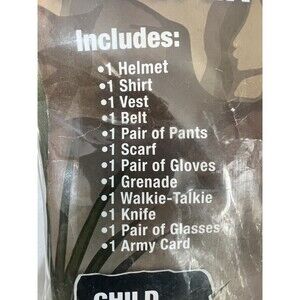 Includes:
•1 Helmet
•1 Shirt
•1 Vest
•1 Belt
•1 Pair of Pants
•1 Scarf
•1 Pair of Gloves
•1 Grenade
•1 Walkie-Talkie
•1 Knife
•1 Pair of Glasses
•1 Army Card
CHILD